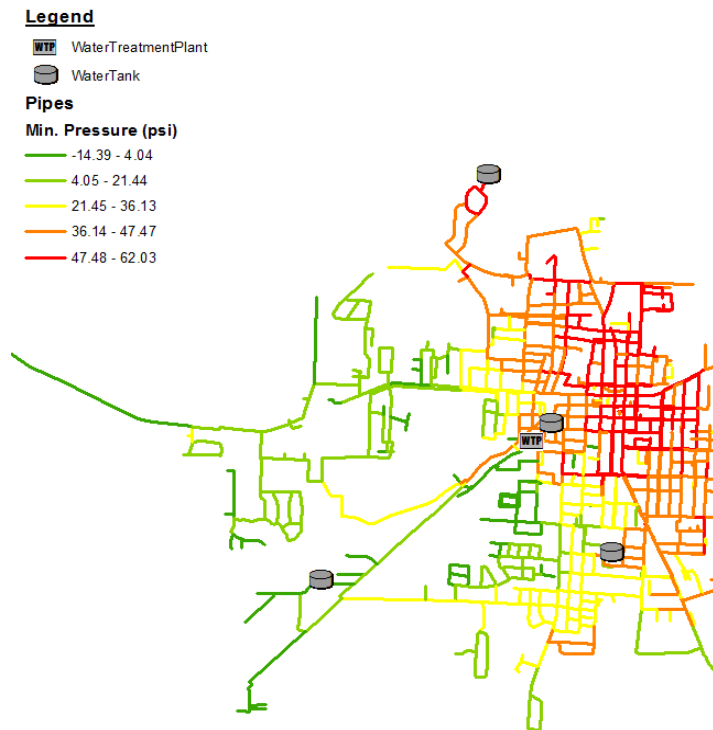 Legend
WTP WaterTreatmentPlant
WaterTank
Pipes
Min. Pressure (psi)
-14.39 - 4.04
4.05 - 21.44
21.45 - 36.13
36.14 - 47.47
47.48 - 62.03
WTP